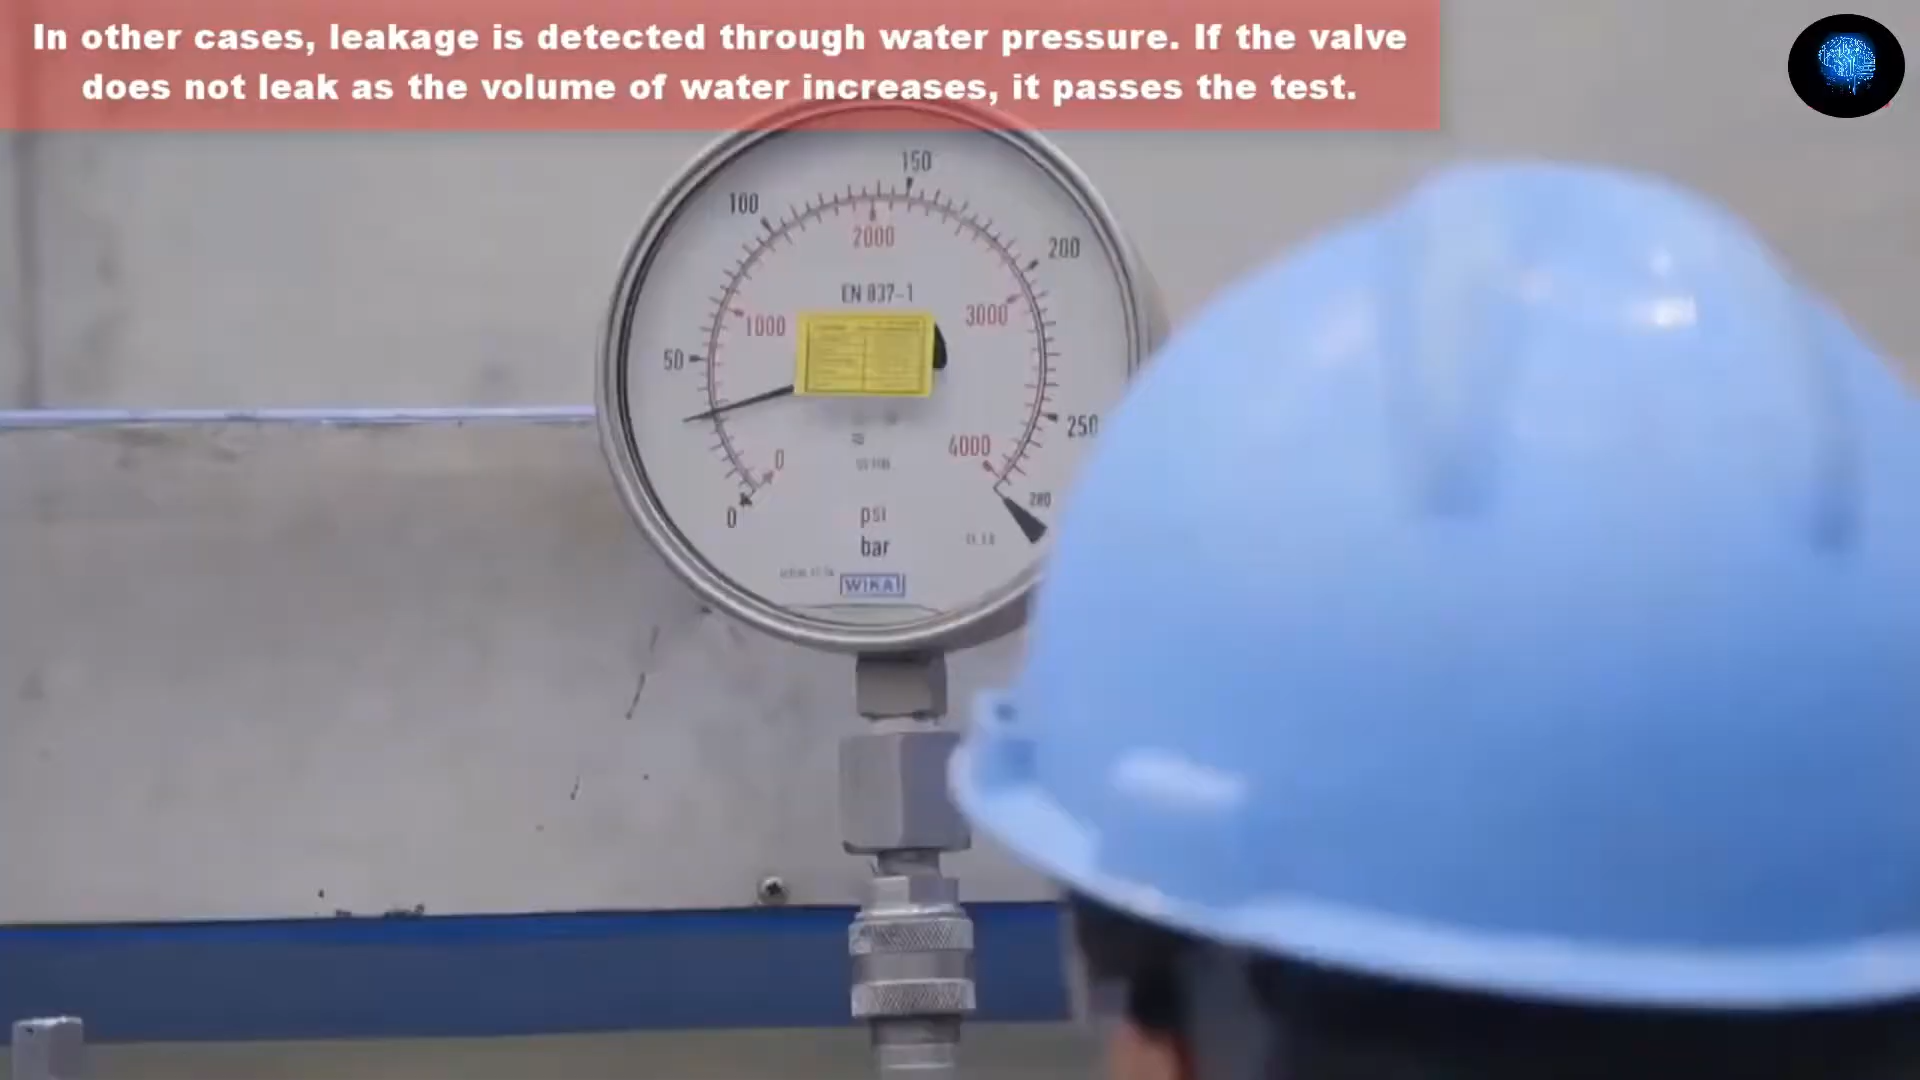 In other cases, leakage is detected through water pressure. If the valve
does not leak as the volume of water increases, it passes the test.
150
100
2000
200
EN 837-1
3000
1000
50
250
4000
0
280
0
psi
bar
WIKAI